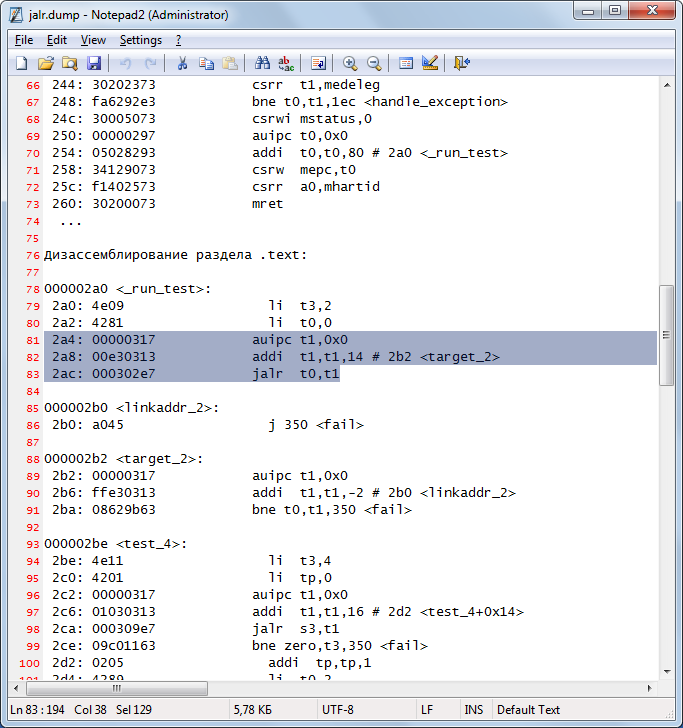 jalr.dump - Notepad2 (Administrator)
File Edit View Settings ?
66 244: 30202373 csrr t1,medeleg
67 248: fa6292e3 bne t0,t1,1ec <handle_exception>
68 24c: 30005073 csrwi mstatus,0
69 250: 00000297 auipc t0,0x0
70 254: 05028293 addi t0,t0,80 # 2a0 <_run_test>
71 258: 34129073 csrw mepc,t0
72 25c: f1402573 csrr a0,mhartid
73 260: 30200073 mret
74 ...
75
76 Дизассемблирование раздела .text:
77
78 000002a0 <_run_test>:
79 2a0: 4e09 li t3,2
80 2a2: 4281 li t0,0
81 2a4: 00000317 auipc t1,0x0
82 2a8: 00e30313 addi t1,t1,14 # 2b2 <target_2>
83 2ac: 000302e7 jalr t0,t1
84
85 000002b0 <linkaddr_2>:
86 2b0: a045 j 350 <fail>
87
88 000002b2 <target_2>:
89 2b2: 00000317 auipc t1,0x0
90 2b6: ffe30313 addi t1,t1,-2 # 2b0 <linkaddr_2>
91 2ba: 08629b63 bne t0,t1,350 <fail>
92
93 000002be <test_4>:
94 2be: 4e11 li t3,4
95 2c0: 4201 li tp,0
96 2c2: 00000317 auipc t1,0x0
97 2c6: 01030313 addi t1,t1,16 # 2d2 <test_4+0x14>
98 2ca: 000309e7 jalr s3,t1
99 2ce: 09c01163 bne zero,t3,350 <fail>
100 2d2: 0205 addi tp,tp,1
101 2d4: 4289 li t0,2
Ln 83 : 194 Col 38 Sel 129 5,78 КБ UTF-8 LF INS Default Text